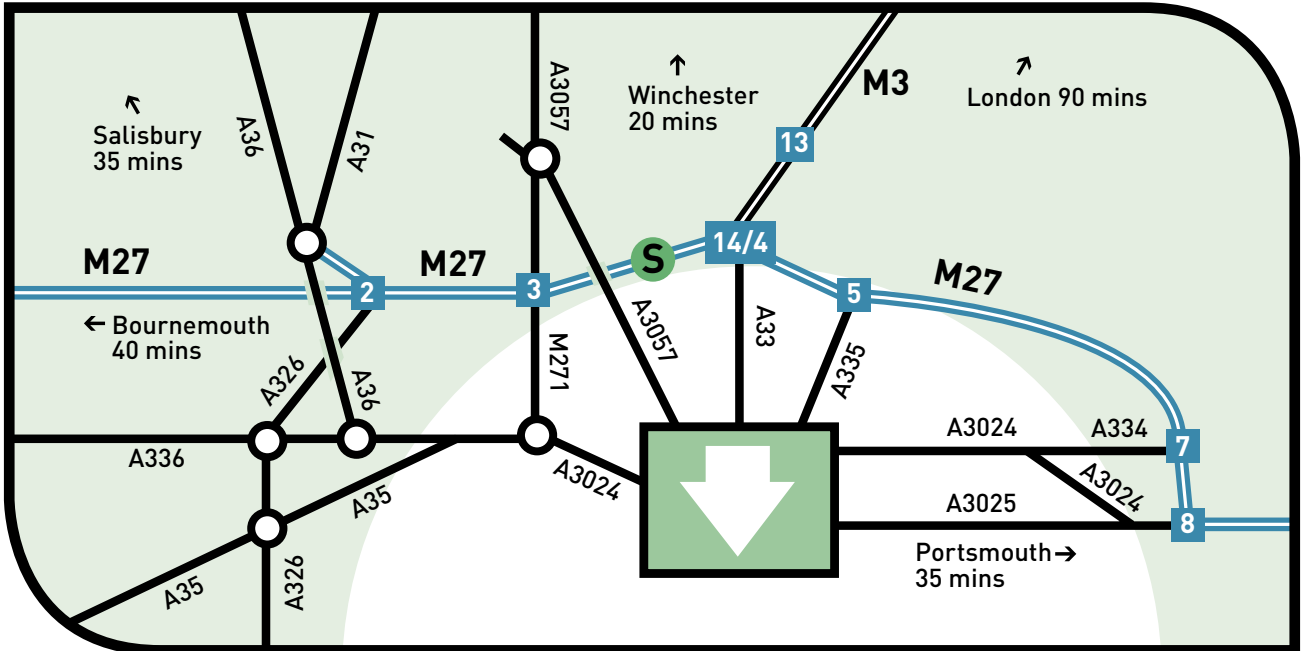 A3057
Winchester
20 mins
M3
London 90 mins
Salisbury
35 mins
A36
A31
13
M27
M27
S
14/4
M27
2
3
5
← Bournemouth
40 mins
A3057
A33
A335
A326
A36
M271
A336
A3024
A3024
A334
7
A35
A3024
A3025
8
A35
A326
Portsmouth→
35 mins